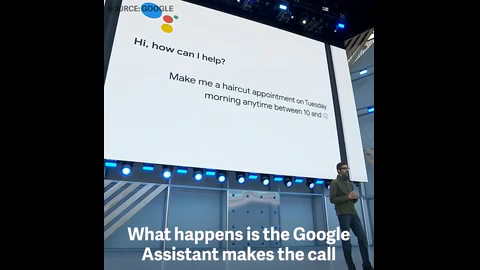 SOURCE: GOOGLE
Hi, how can I help?
Make me a haircut appointment on Tuesday
morning anytime between 10 and 12
What happens is the Google
Assistant makes the call